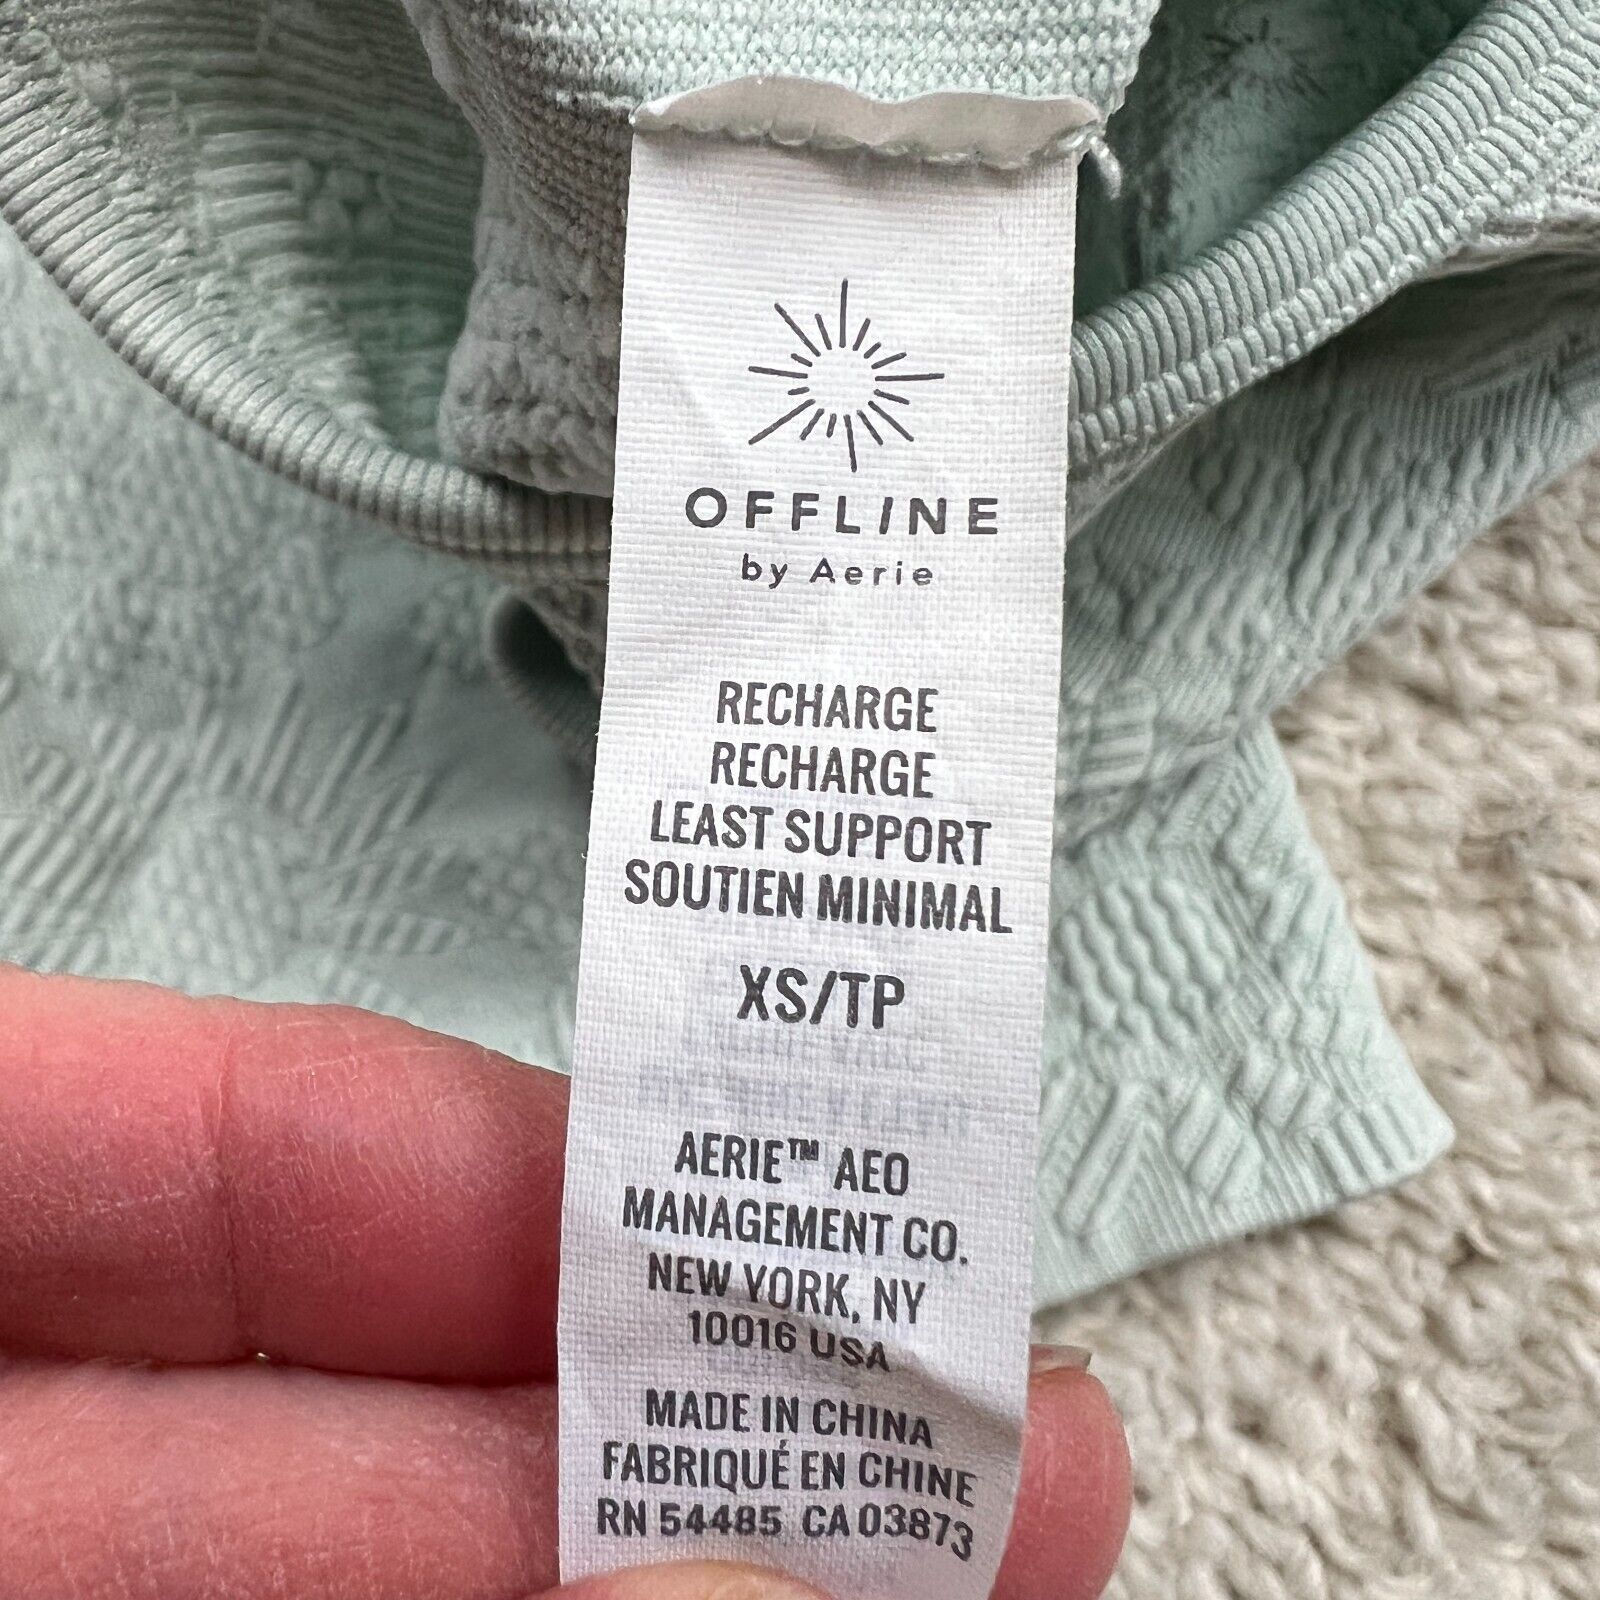 OFFLINE
by Aerie
RECHARGE
RECHARGE
LEAST SUPPORT
SOUTIEN MINIMAL
XS/TP
AERIE™ AEO
MANAGEMENT CO.
NEW YORK, NY
10016 USA
MADE IN CHINA
FABRIQUÉ EN CHINE
RN 54485 CA 03873